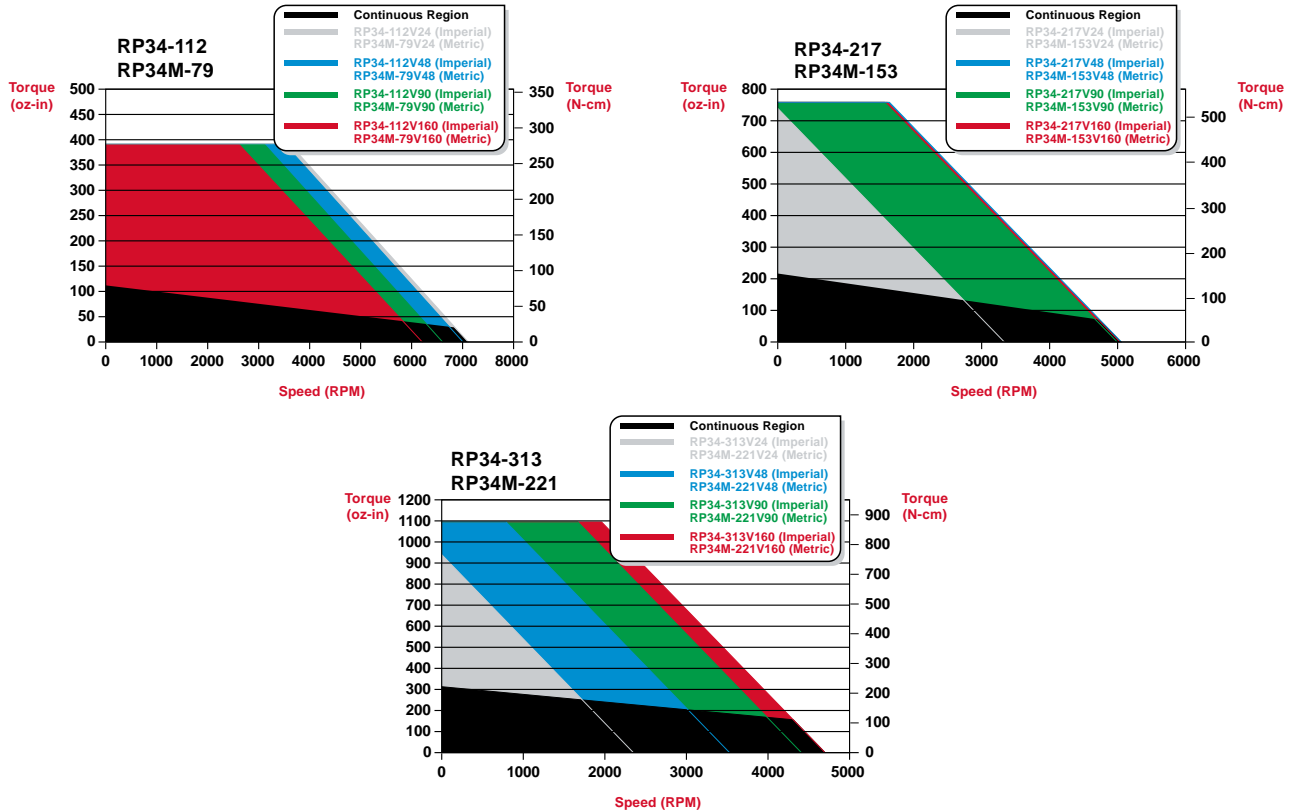 RP34-112
RP34M-79
Continuous Region
RP34-112V24 (Imperial)
RP34M-79V24 (Metric)
RP34-112V48 (Imperial)
RP34M-79V48 (Metric)
RP34-112V90 (Imperial)
RP34M-79V90 (Metric)
RP34-112V160 (Imperial)
RP34M-79V160 (Metric)
Torque
(oz-in)
500
450
400
350
300
250
200
150
100
50
0
Torque
(N-cm)
350
300
250
200
150
100
50
0
0 1000 2000 3000 4000 5000 6000 7000 8000
Speed (RPM)
RP34-217
RP34M-153
Continuous Region
RP34-217V24 (Imperial)
RP34M-153V24 (Metric)
RP34-217V48 (Imperial)
RP34M-153V48 (Metric)
RP34-217V90 (Imperial)
RP34M-153V90 (Metric)
RP34-217V160 (Imperial)
RP34M-153V160 (Metric)
Torque
(oz-in)
800
700
600
500
400
300
200
100
0
Torque
(N-cm)
500
400
300
200
100
0
0 1000 2000 3000 4000 5000 6000
Speed (RPM)
RP34-313
RP34M-221
Continuous Region
RP34-313V24 (Imperial)
RP34M-221V24 (Metric)
RP34-313V48 (Imperial)
RP34M-221V48 (Metric)
RP34-313V90 (Imperial)
RP34M-221V90 (Metric)
RP34-313V160 (Imperial)
RP34M-221V160 (Metric)
Torque
(oz-in)
1200
1100
1000
900
800
700
600
500
400
300
200
100
0
Torque
(N-cm)
900
800
700
600
500
400
300
200
100
0
0 1000 2000 3000 4000 5000
Speed (RPM)